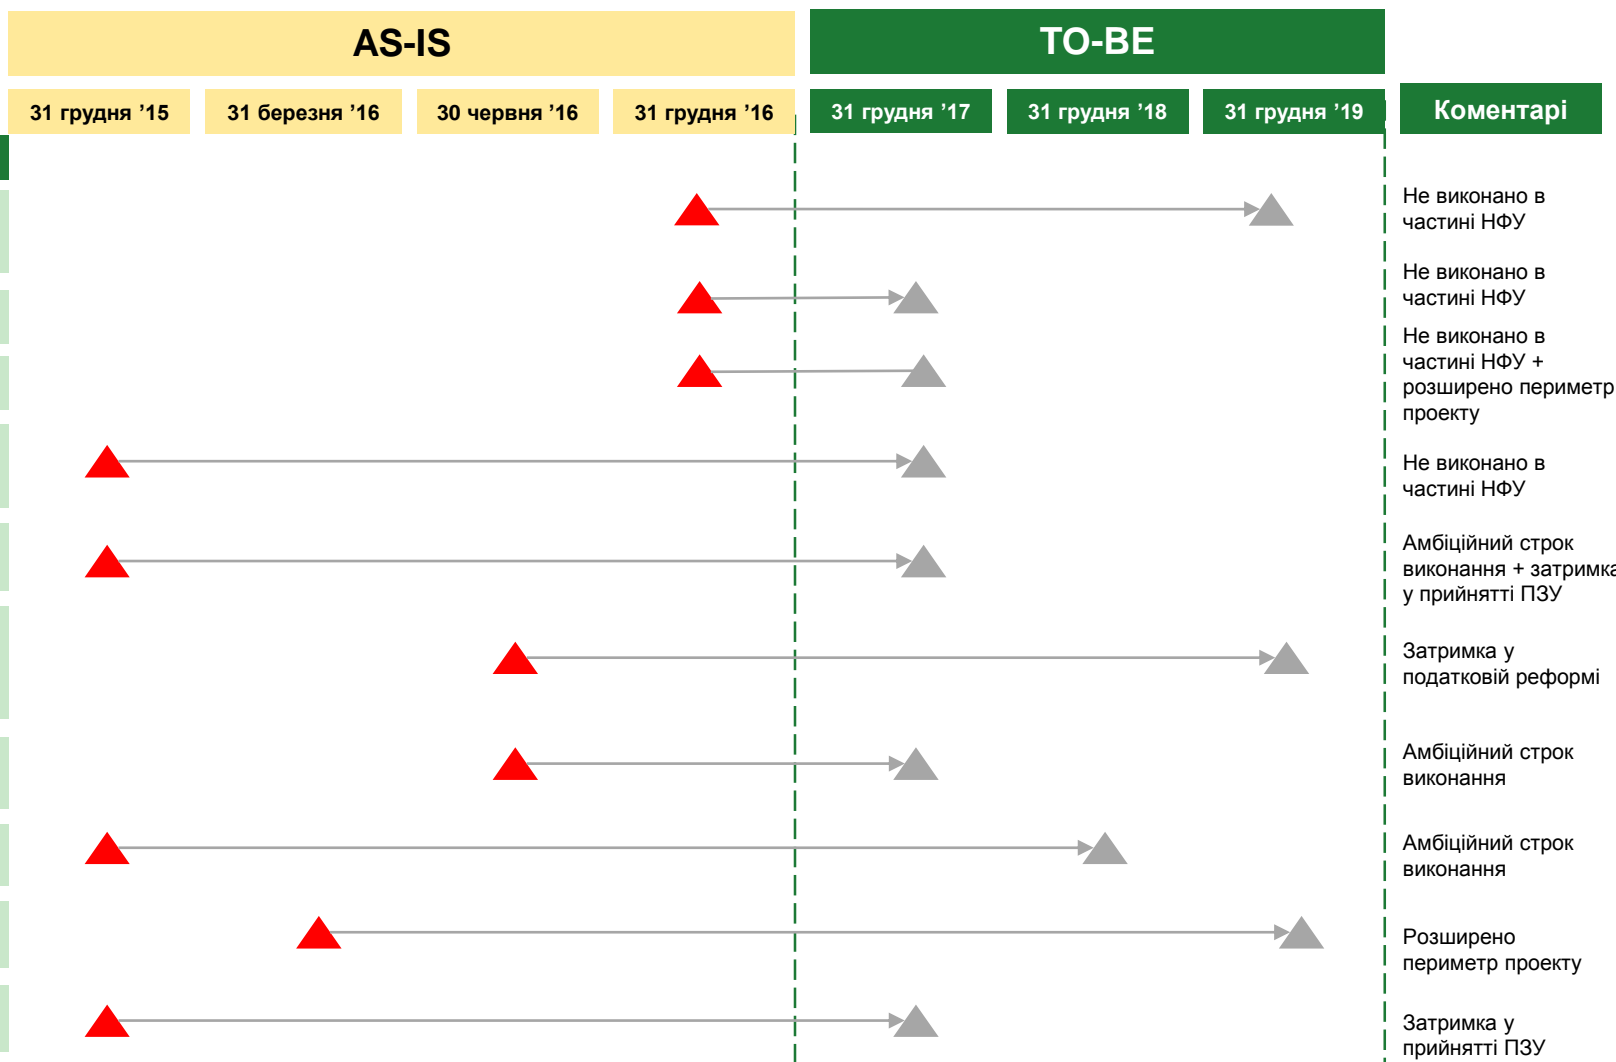 AS-IS
TO-BE
31 грудня ’15
31 березня ’16
30 червня ’16
31 грудня ’16
31 грудня ’17
31 грудня ’18
31 грудня ’19
Коментарі
Не виконано в
частині НФУ
Не виконано в
частині НФУ
Не виконано в
частині НФУ +
розширено периметр
проекту
Не виконано в
частині НФУ
Амбіційний строк
виконання + затримка
у прийнятті ПЗУ
Затримка у
податковій реформі
Амбіційний строк
виконання
Амбіційний строк
виконання
Розширено
периметр проекту
Затримка у
прийнятті ПЗУ